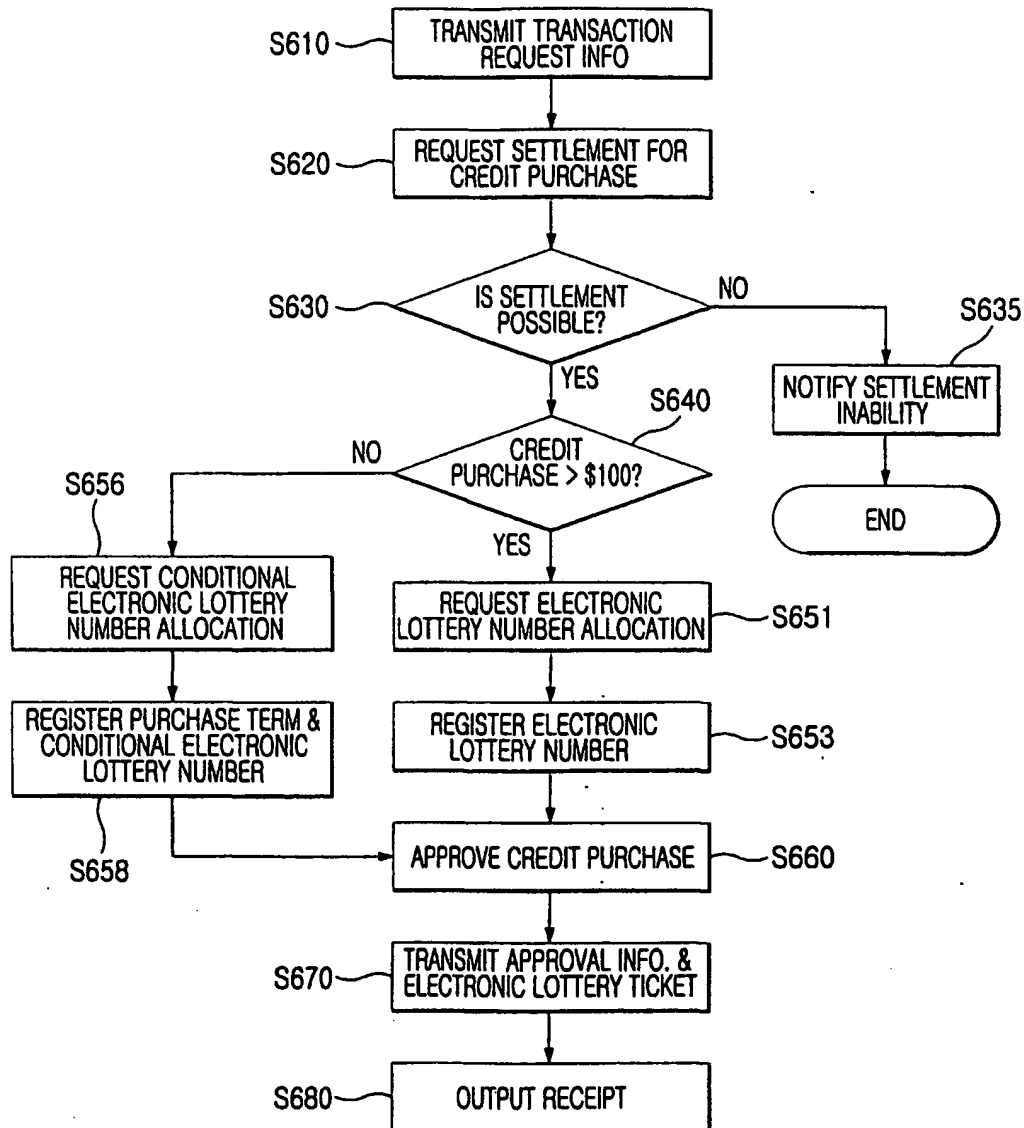 S610
TRANSMIT TRANSACTION
REQUEST INFO
S620
REQUEST SETTLEMENT FOR
CREDIT PURCHASE
S630
IS SETTLEMENT
POSSIBLE?
NO
YES
S635
NOTIFY SETTLEMENT
INABILITY
END
S640
CREDIT
PURCHASE > $100?
NO
YES
S656
REQUEST CONDITIONAL
ELECTRONIC LOTTERY
NUMBER ALLOCATION
REQUEST ELECTRONIC
LOTTERY NUMBER ALLOCATION
S651
REGISTER PURCHASE TERM &
CONDITIONAL ELECTRONIC
LOTTERY NUMBER
S658
REGISTER ELECTRONIC
LOTTERY NUMBER
S653
APPROVE CREDIT PURCHASE
S660
S670
TRANSMIT APPROVAL INFO. &
ELECTRONIC LOTTERY TICKET
S680
OUTPUT RECEIPT